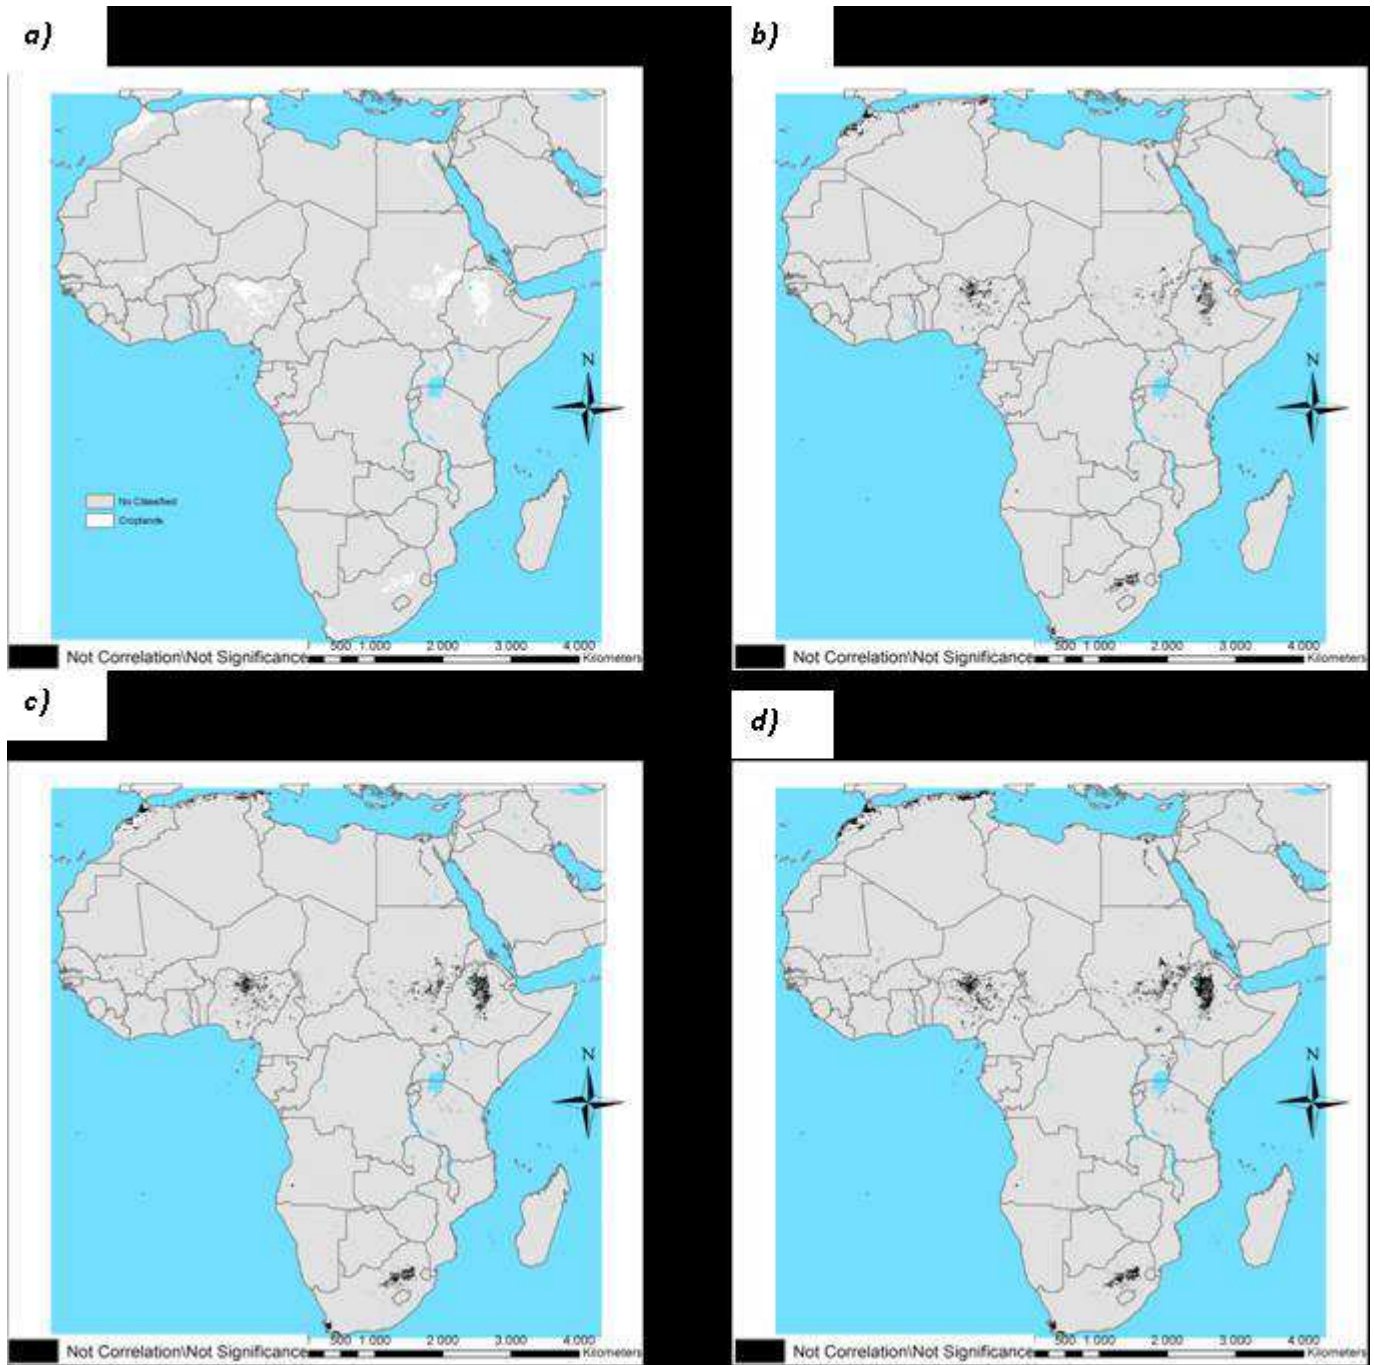 a)
N
No Classified
Croplands
500 1 000 2 000 3 000 4 000
Not Correlation\Not Significance Kilometers
b)
N
500 1 000 2 000 3 000 4 000
Not Correlation\Not Significance Kilometers
c)
N
500 1 000 2 000 3 000 4 000
Not Correlation\Not Significance Kilometers
d)
N
500 1 000 2 000 3 000 4 000
Not Correlation\Not Significance Kilometers